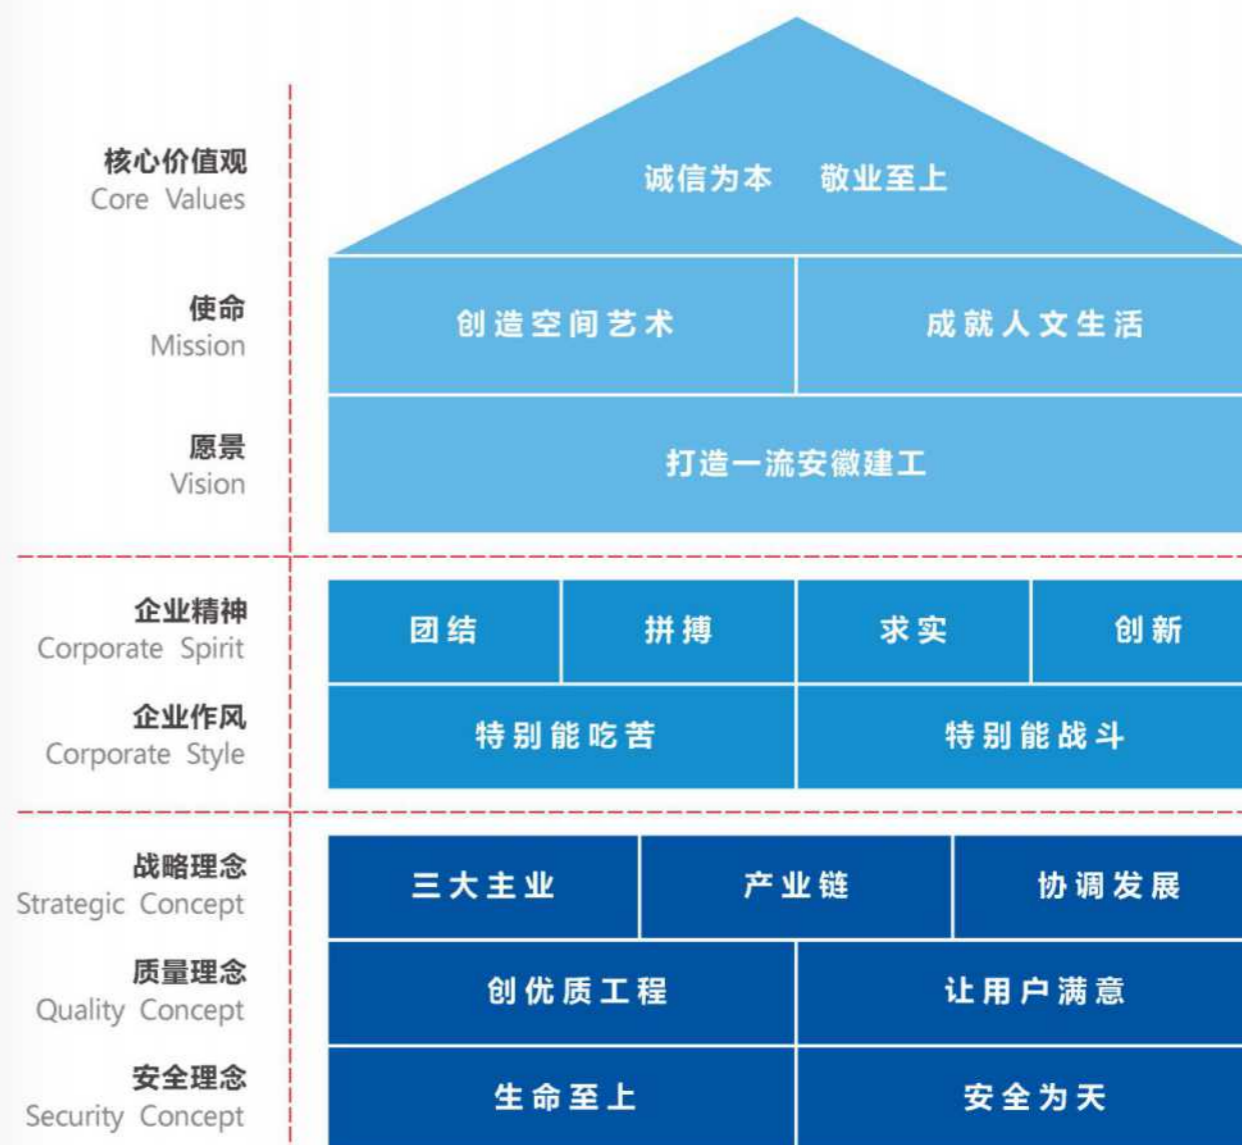 核心价值观
Core Values
诚信为本 敬业至上
使命
Mission
创造空间艺术 成就人文生活
愿景
Vision
打造一流安徽建工
企业精神
Corporate Spirit
团结 拼搏 求实 创新
企业作风
Corporate Style
特别能吃苦 特别能战斗
战略理念
Strategic Concept
三大主业 产业链 协调发展
质量理念
Quality Concept
创优质工程 让用户满意
安全理念
Security Concept
生命至上 安全为天